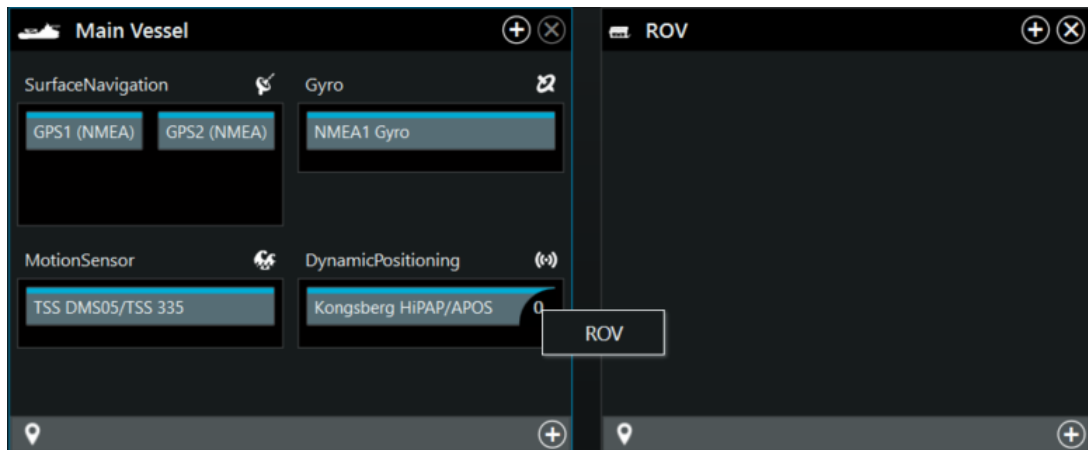 Main Vessel
SurfaceNavigation
Gyro
GPS1 (NMEA)
GPS2 (NMEA)
NMEA1 Gyro
MotionSensor
DynamicPositioning
TSS DMS05/TSS 335
Kongsberg HiPAP/APOS
0
ROV
ROV